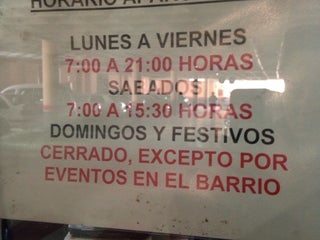 HORARIO
LUNES A VIERNES
7:00 A 21:00 HORAS
SABADOS
7:00 A 15:30 HORAS
DOMINGOS Y FESTIVOS
CERRADO, EXCEPTO POR
EVENTOS EN EL BARRIO